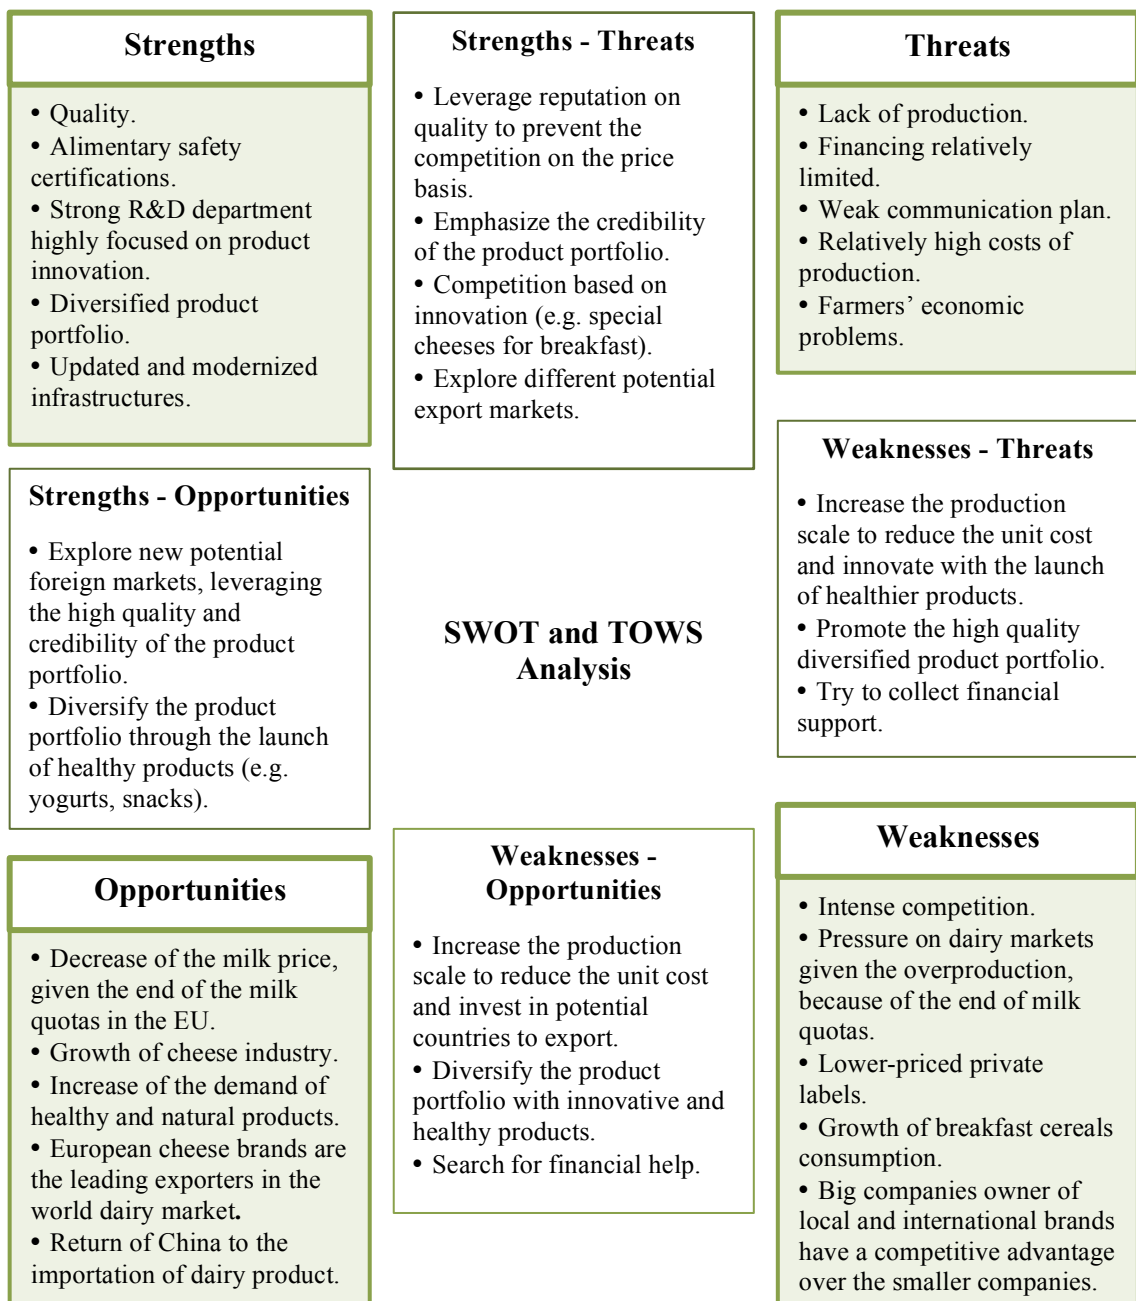 Strengths
• Quality.
• Alimentary safety
certifications.
• Strong R&D department
highly focused on product
innovation.
• Diversified product
portfolio.
• Updated and modernized
infrastructures.
Strengths - Threats
• Leverage reputation on
quality to prevent the
competition on the price
basis.
• Emphasize the credibility
of the product portfolio.
• Competition based on
innovation (e.g. special
cheeses for breakfast).
• Explore different potential
export markets.
Threats
• Lack of production.
• Financing relatively
limited.
• Weak communication plan.
• Relatively high costs of
production.
• Farmers’ economic
problems.
Strengths - Opportunities
• Explore new potential
foreign markets, leveraging
the high quality and
credibility of the product
portfolio.
• Diversify the product
portfolio through the launch
of healthy products (e.g.
yogurts, snacks).
SWOT and TOWS
Analysis
Weaknesses - Threats
• Increase the production
scale to reduce the unit cost
and innovate with the launch
of healthier products.
• Promote the high quality
diversified product portfolio.
• Try to collect financial
support.
Opportunities
• Decrease of the milk price,
given the end of the milk
quotas in the EU.
• Growth of cheese industry.
• Increase of the demand of
healthy and natural products.
• European cheese brands are
the leading exporters in the
world dairy market.
• Return of China to the
importation of dairy product.
Weaknesses -
Opportunities
• Increase the production
scale to reduce the unit cost
and invest in potential
countries to export.
• Diversify the product
portfolio with innovative and
healthy products.
• Search for financial help.
Weaknesses
• Intense competition.
• Pressure on dairy markets
given the overproduction,
because of the end of milk
quotas.
• Lower-priced private
labels.
• Growth of breakfast cereals
consumption.
• Big companies owner of
local and international brands
have a competitive advantage
over the smaller companies.